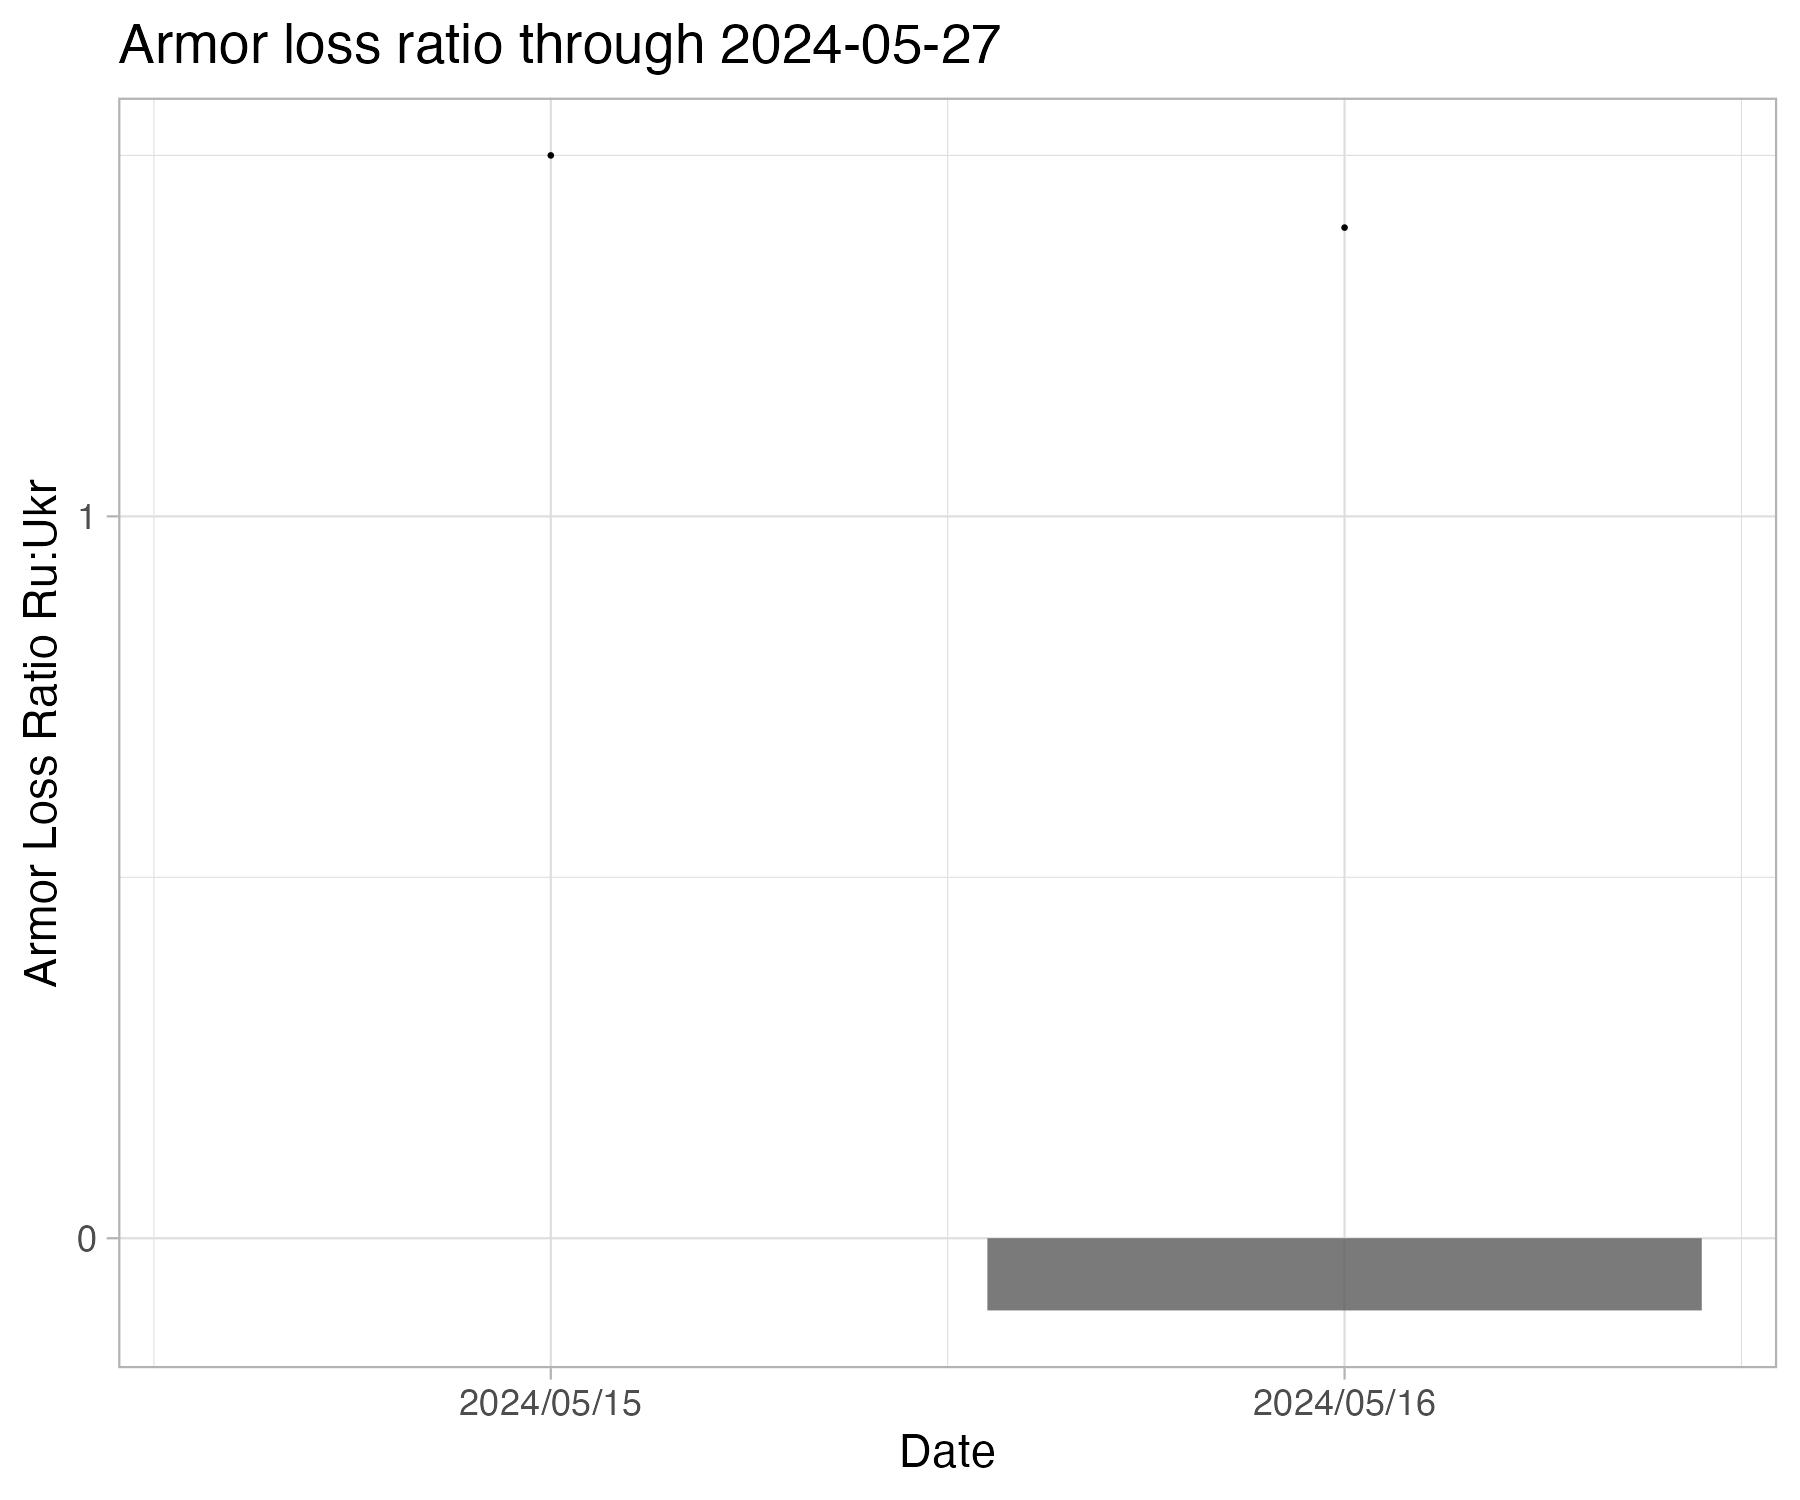 Armor loss ratio through 2024-05-27
Armor Loss Ratio Ru:Ukr
1
0
2024/05/15
2024/05/16
Date